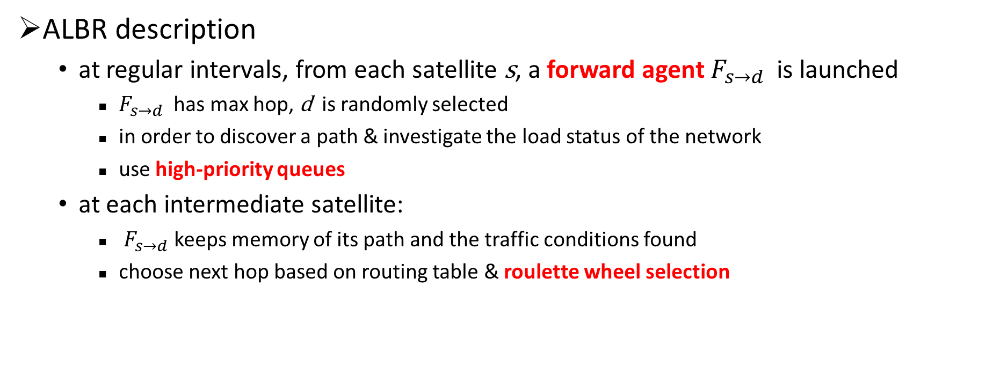 ➢ALBR description
• at regular intervals, from each satellite s, a forward agent F_{s→d} is launched
▪ F_{s→d} has max hop, d is randomly selected
▪ in order to discover a path & investigate the load status of the network
▪ use high-priority queues
• at each intermediate satellite:
▪ F_{s→d} keeps memory of its path and the traffic conditions found
▪ choose next hop based on routing table & roulette wheel selection